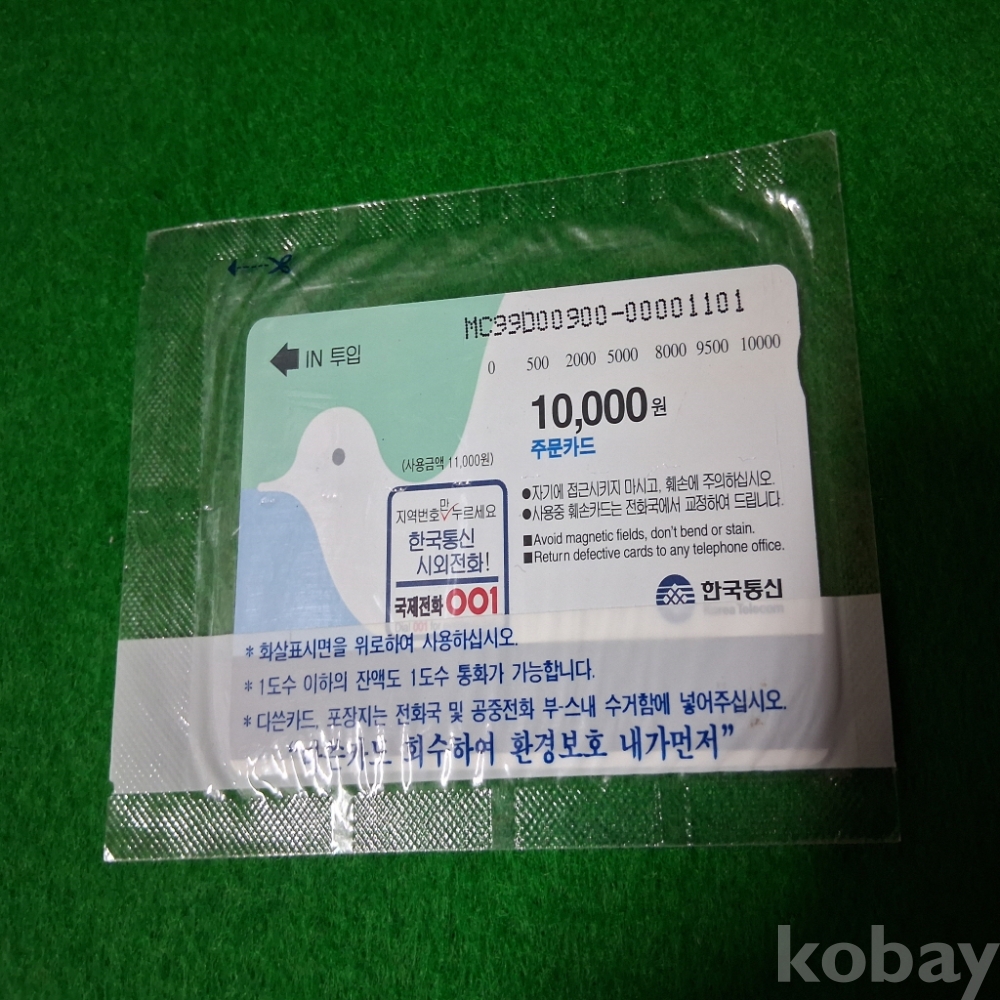 MC99D00900-00001101
IN 투입
0 500 2000 5000 8000 9500 10000
10,000원
주문카드
(사용금액 11,000원)
●자기에 접근시키지 마시고, 훼손에 주의하십시오.
●사용중 훼손카드는 전화국에서 교정하여 드립니다.
■Avoid magnetic fields, don't bend or stain.
■Return defective cards to any telephone office.
만
지역번호✓누르세요
한국통신
시외전화!
국제전화 001
한국통신
Korea Telecom
* 화살표시면을 위로하여 사용하십시오.
* 1도수 이하의 잔액도 1도수 통화가 가능합니다.
* 다쓴카드, 포장지는 전화국 및 공중전화 부-스내 수거함에 넣어주십시오.
"다쓴카드 회수하여 환경보호 내가먼저"
kobay